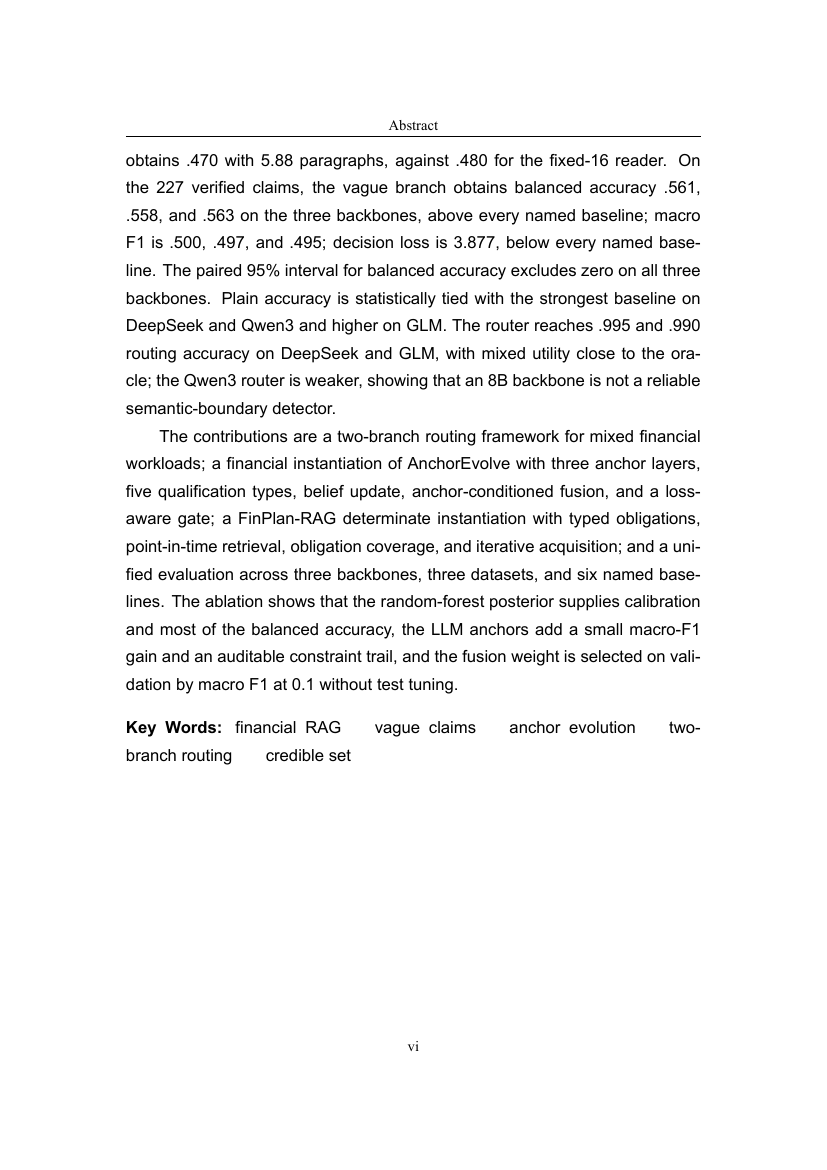 Abstract
obtains .470 with 5.88 paragraphs, against .480 for the fixed-16 reader. On
the 227 verified claims, the vague branch obtains balanced accuracy .561,
.558, and .563 on the three backbones, above every named baseline; macro
F1 is .500, .497, and .495; decision loss is 3.877, below every named base-
line. The paired 95% interval for balanced accuracy excludes zero on all three
backbones. Plain accuracy is statistically tied with the strongest baseline on
DeepSeek and Qwen3 and higher on GLM. The router reaches .995 and .990
routing accuracy on DeepSeek and GLM, with mixed utility close to the ora-
cle; the Qwen3 router is weaker, showing that an 8B backbone is not a reliable
semantic-boundary detector.
The contributions are a two-branch routing framework for mixed financial
workloads; a financial instantiation of AnchorEvolve with three anchor layers,
five qualification types, belief update, anchor-conditioned fusion, and a loss-
aware gate; a FinPlan-RAG determinate instantiation with typed obligations,
point-in-time retrieval, obligation coverage, and iterative acquisition; and a uni-
fied evaluation across three backbones, three datasets, and six named base-
lines. The ablation shows that the random-forest posterior supplies calibration
and most of the balanced accuracy, the LLM anchors add a small macro-F1
gain and an auditable constraint trail, and the fusion weight is selected on vali-
dation by macro F1 at 0.1 without test tuning.
Key Words: financial RAG vague claims anchor evolution two-
branch routing credible set
vi